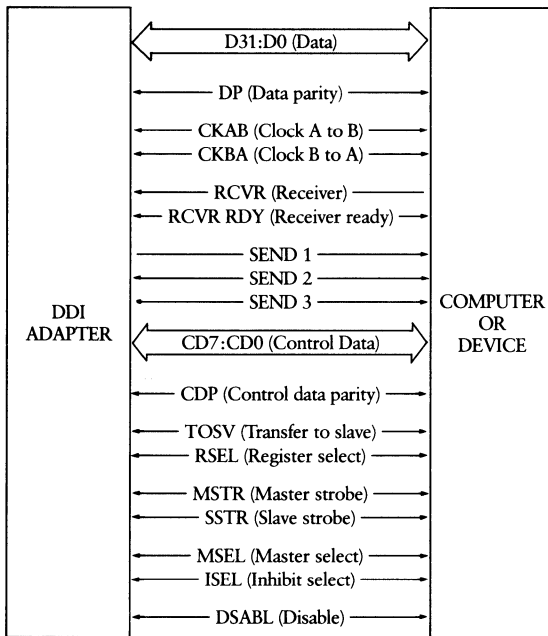 D31:D0 (Data)
DP (Data parity)
CKAB (Clock A to B)
CKBA (Clock B to A)
RCVR (Receiver)
RCVR RDY (Receiver ready)
SEND 1
SEND 2
SEND 3
DDI
ADAPTER
COMPUTER
OR
DEVICE
CD7:CD0 (Control Data)
CDP (Control data parity)
TOSV (Transfer to slave)
RSEL (Register select)
MSTR (Master strobe)
SSTR (Slave strobe)
MSEL (Master select)
ISEL (Inhibit select)
DSABL (Disable)